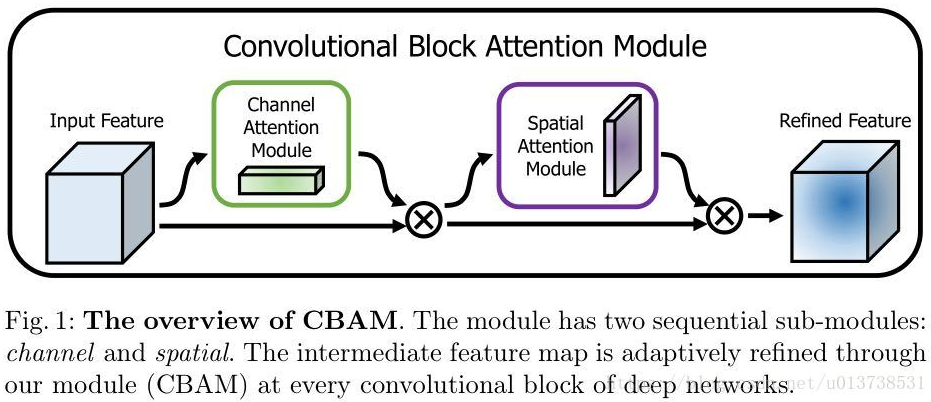 Convolutional Block Attention Module
Input Feature
Channel
Attention
Module
Spatial
Attention
Module
Refined Feature
Fig. 1: The overview of CBAM. The module has two sequential sub-modules:
channel and spatial. The intermediate feature map is adaptively refined through
our module (CBAM) at every convolutional block of deep networks.
net/u013738531